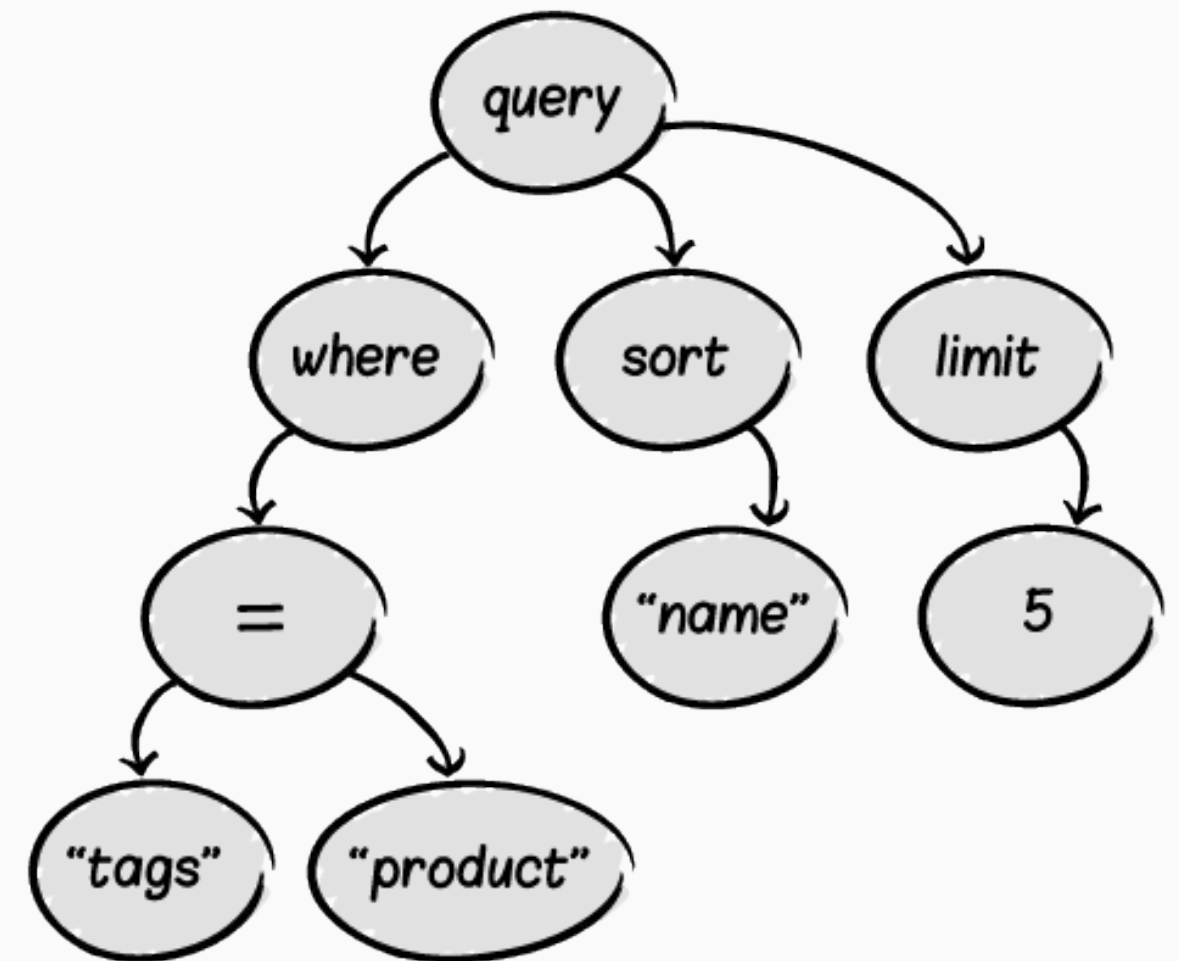 query
where
sort
limit
=
“name”
5
“tags”
“product”